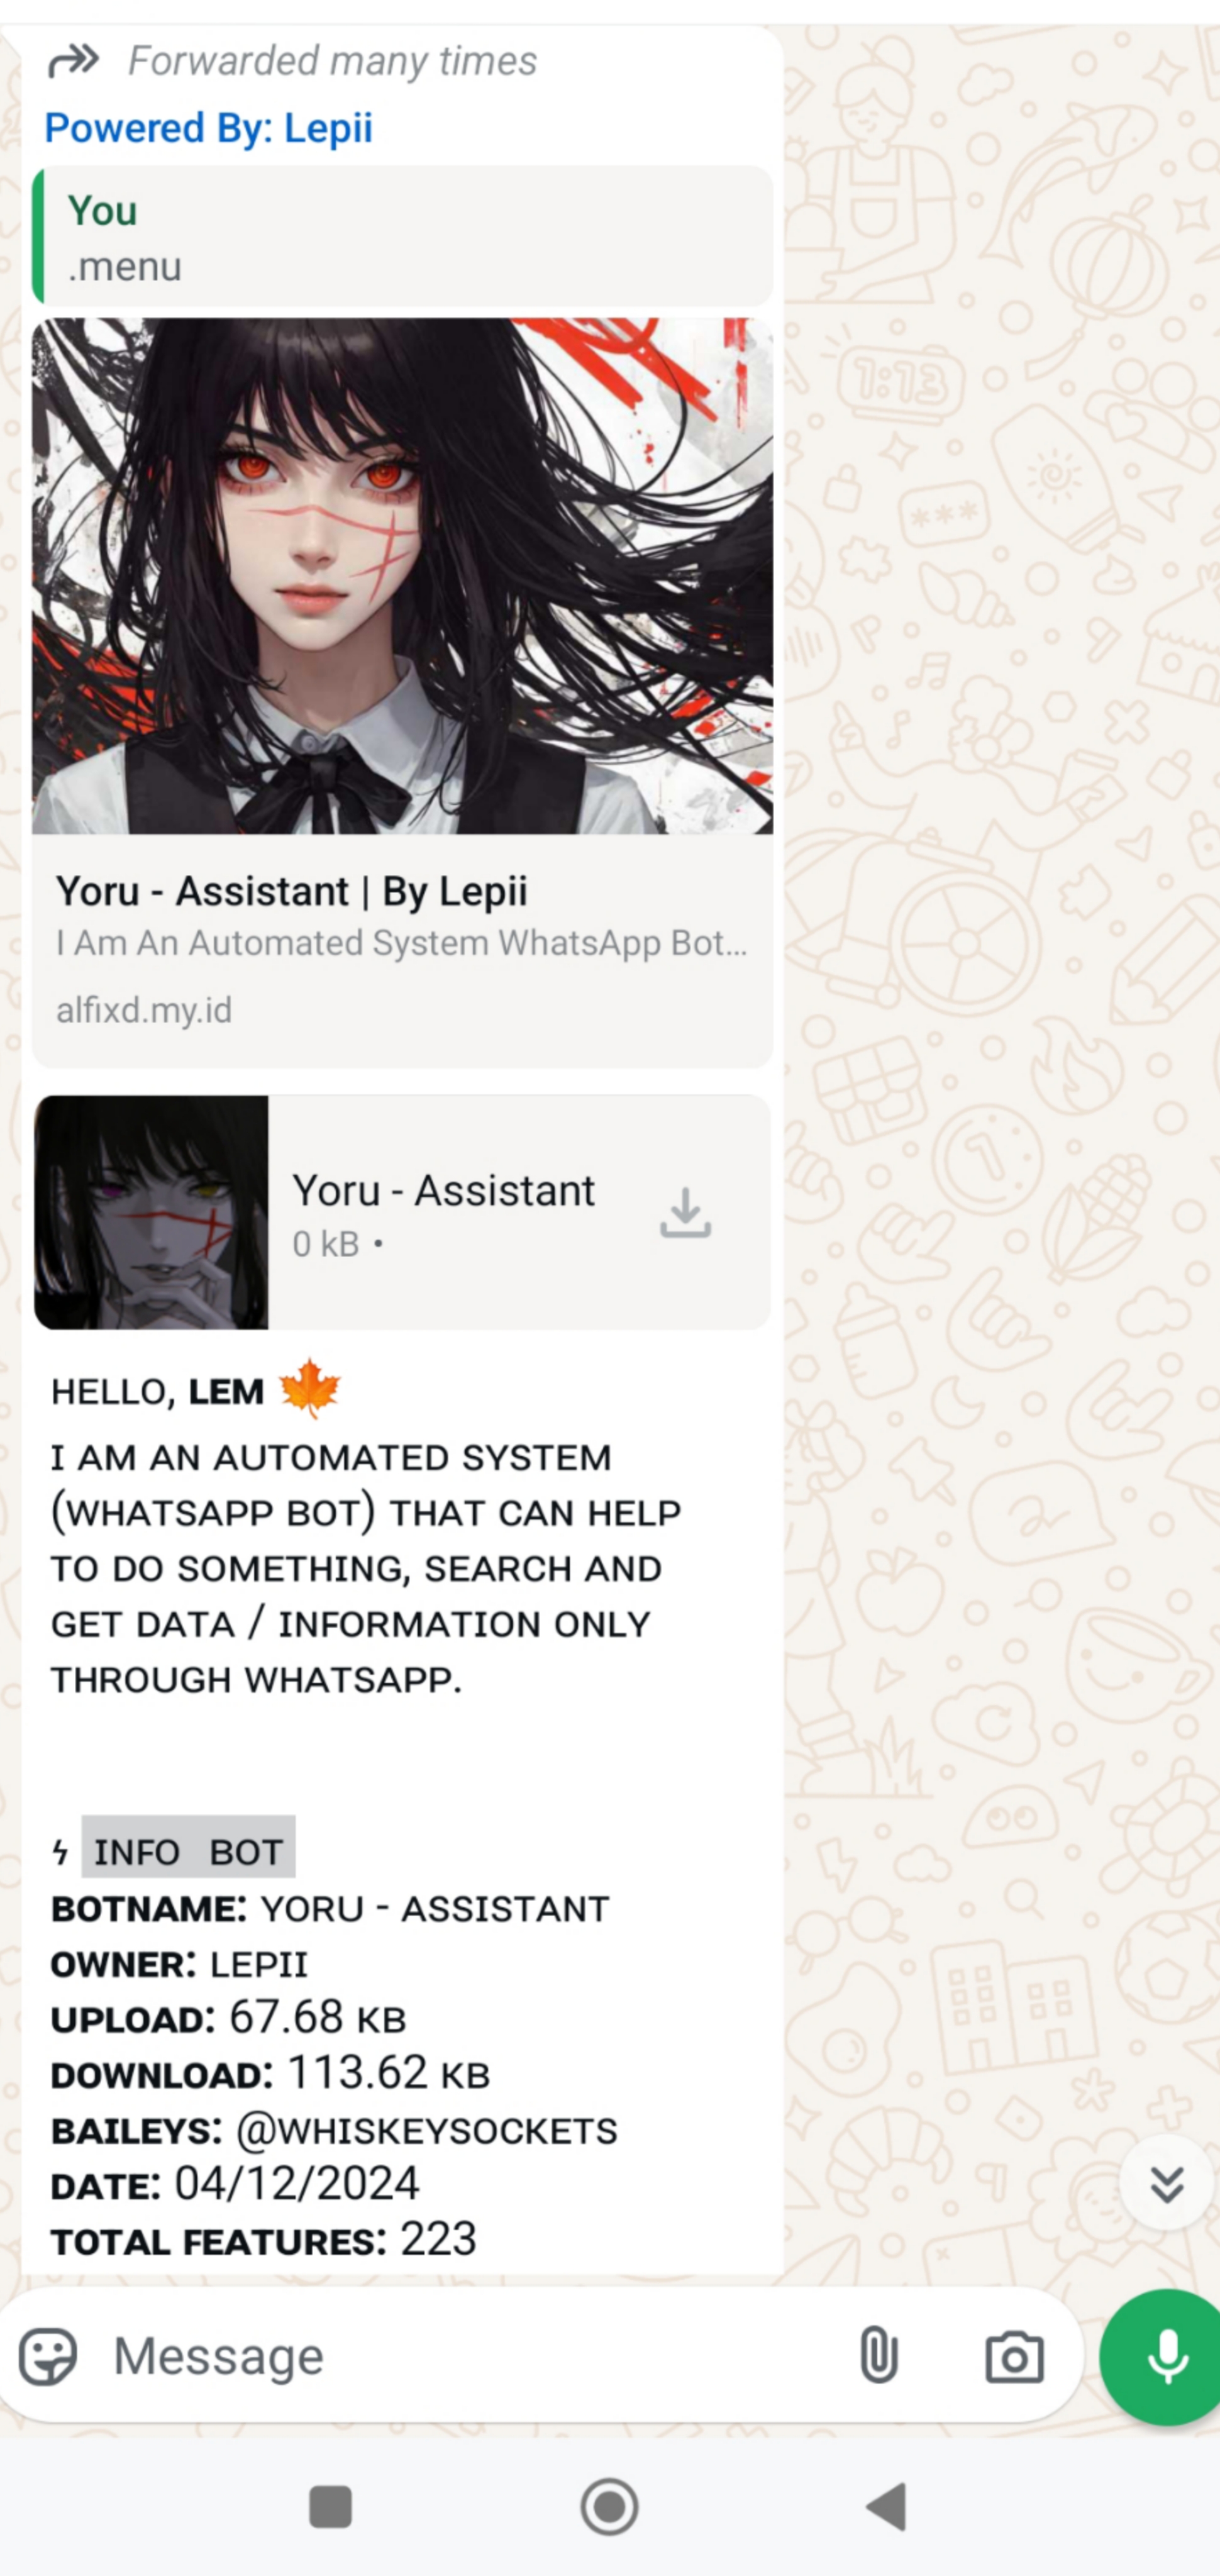 Forwarded many times
Powered By: Lepii
You
.menu
1:13
***
Yoru - Assistant | By Lepii
I Am An Automated System WhatsApp Bot...
alfixd.my.id
Yoru - Assistant
0 kB •
HELLO, LEM 🍁
I AM AN AUTOMATED SYSTEM
(WHATSAPP BOT) THAT CAN HELP
TO DO SOMETHING, SEARCH AND
GET DATA / INFORMATION ONLY
THROUGH WHATSAPP.
ϟ INFO BOT
BOTNAME: YORU - ASSISTANT
OWNER: LEPII
UPLOAD: 67.68 KB
DOWNLOAD: 113.62 KB
BAILEYS: @WHISKEYSOCKETS
DATE: 04/12/2024
TOTAL FEATURES: 223
Message